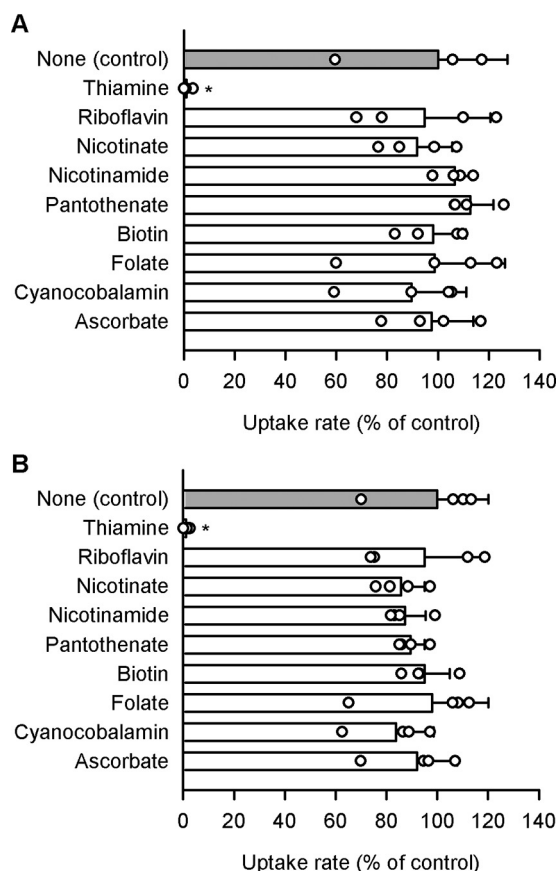 A
None (control)
Thiamine *
Riboflavin
Nicotinate
Nicotinamide
Pantothenate
Biotin
Folate
Cyanocobalamin
Ascorbate
0 20 40 60 80 100 120 140
Uptake rate (% of control)
B
None (control)
Thiamine *
Riboflavin
Nicotinate
Nicotinamide
Pantothenate
Biotin
Folate
Cyanocobalamin
Ascorbate
0 20 40 60 80 100 120 140
Uptake rate (% of control)